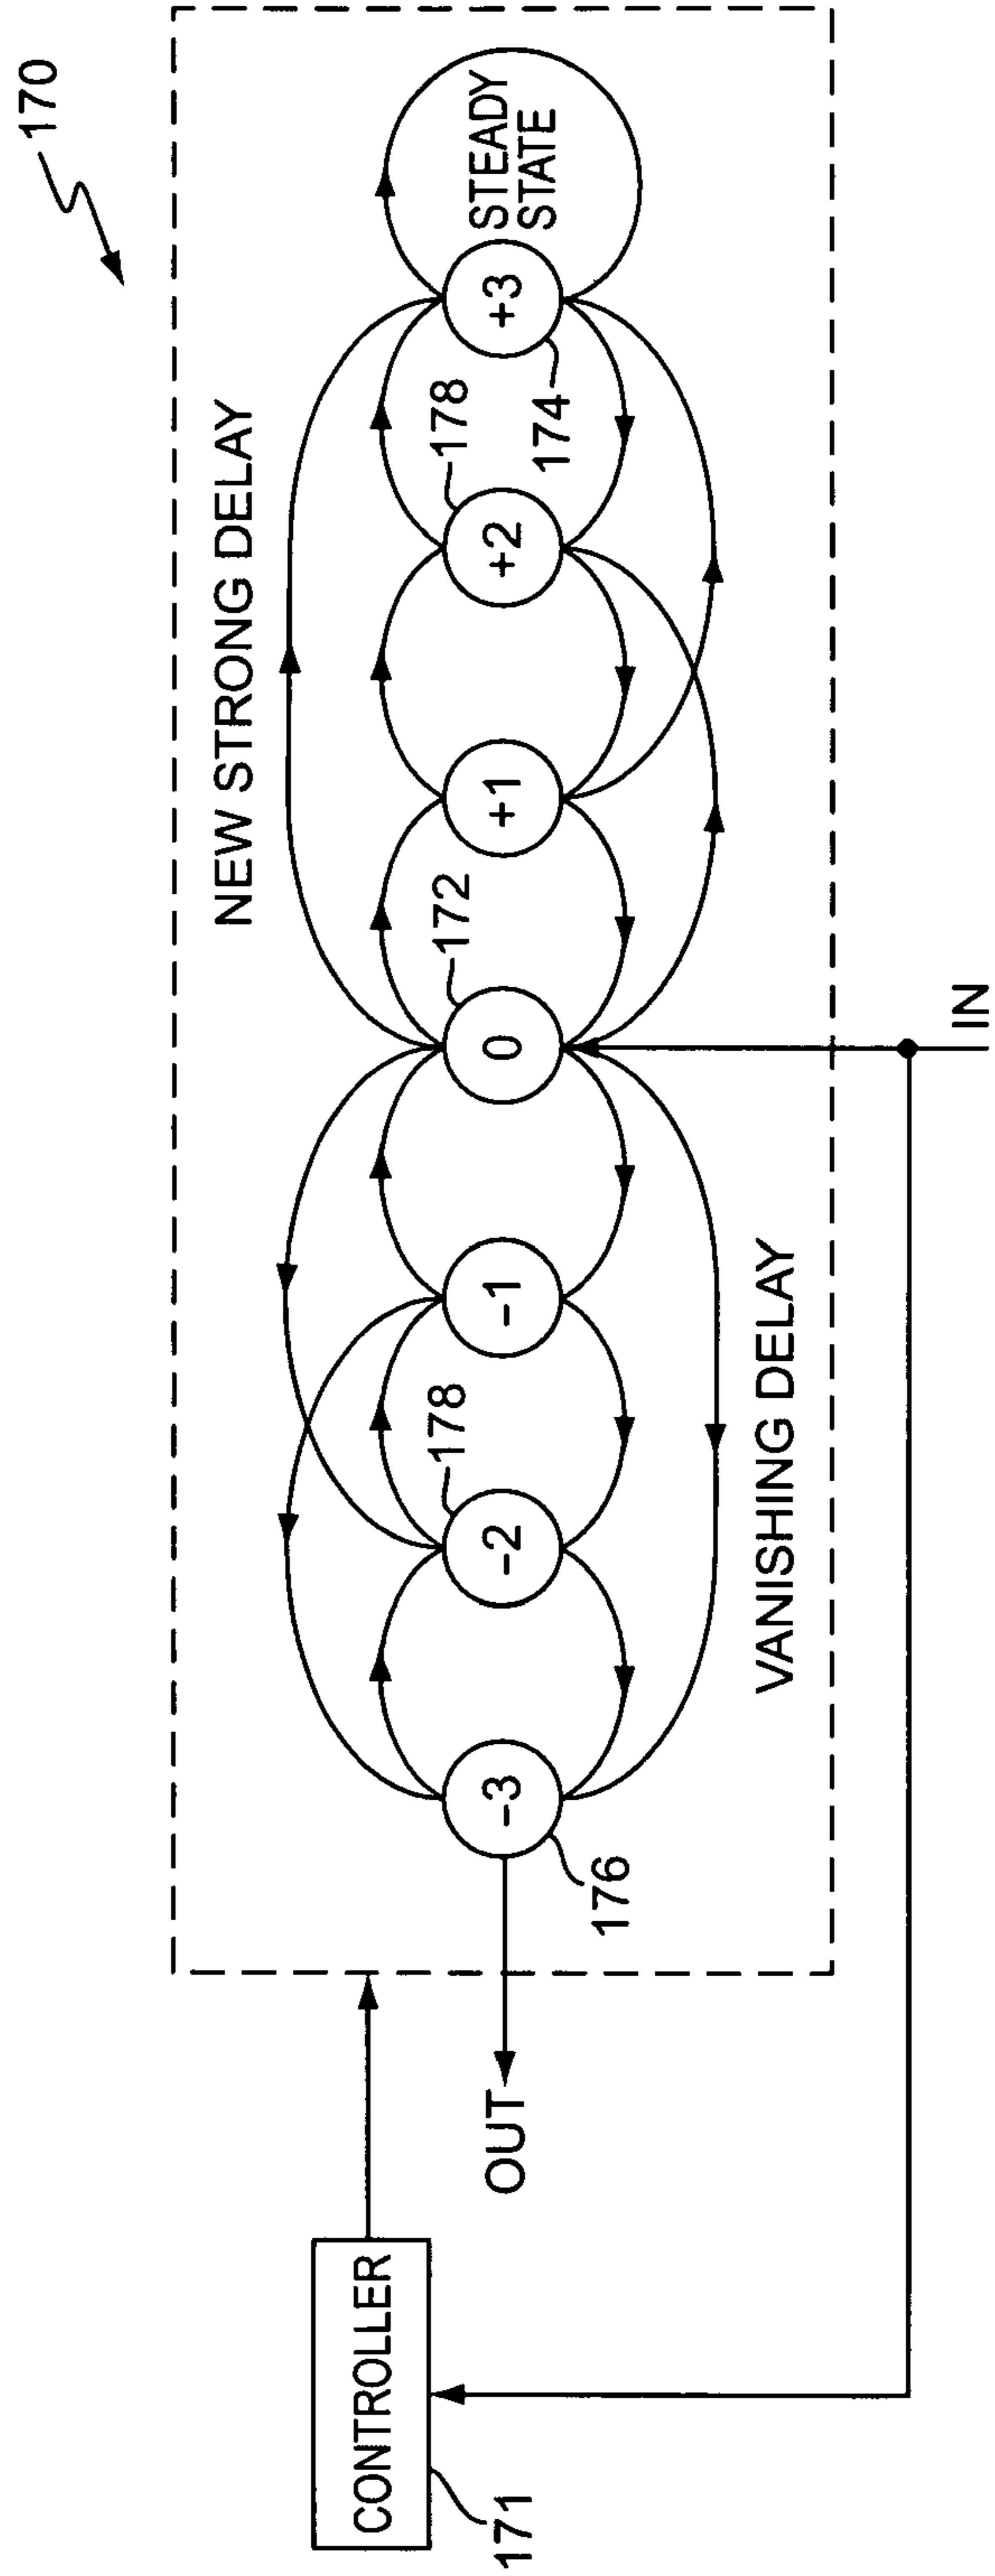 170
NEW STRONG DELAY
STEADY
STATE
178
172
178
-3
-2
-1
0
+1
+2
+3
174
176
VANISHING DELAY
OUT
IN
CONTROLLER
171